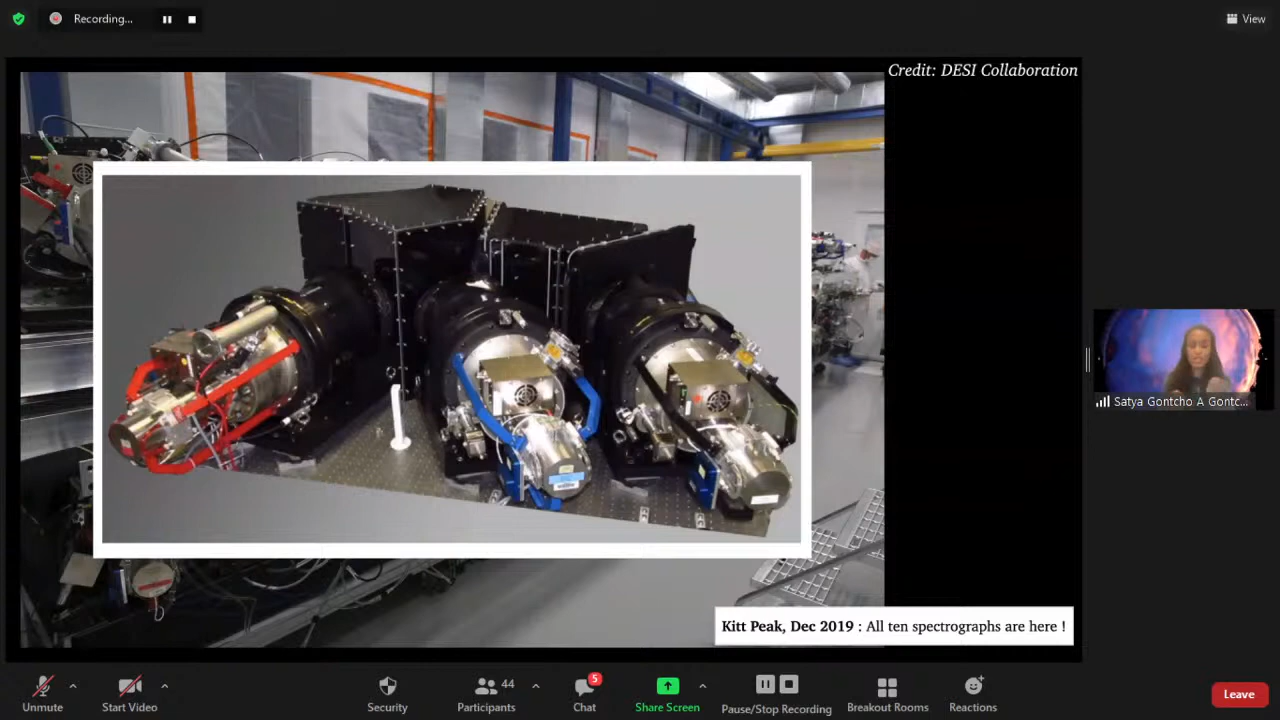 Recording...
View
Credit: DESI Collaboration
Satya Gontcho A Gontc...
Kitt Peak, Dec 2019 : All ten spectrographs are here !
Unmute
Start Video
Security
44
Participants
5
Chat
Share Screen
Pause/Stop Recording
Breakout Rooms
Reactions
Leave